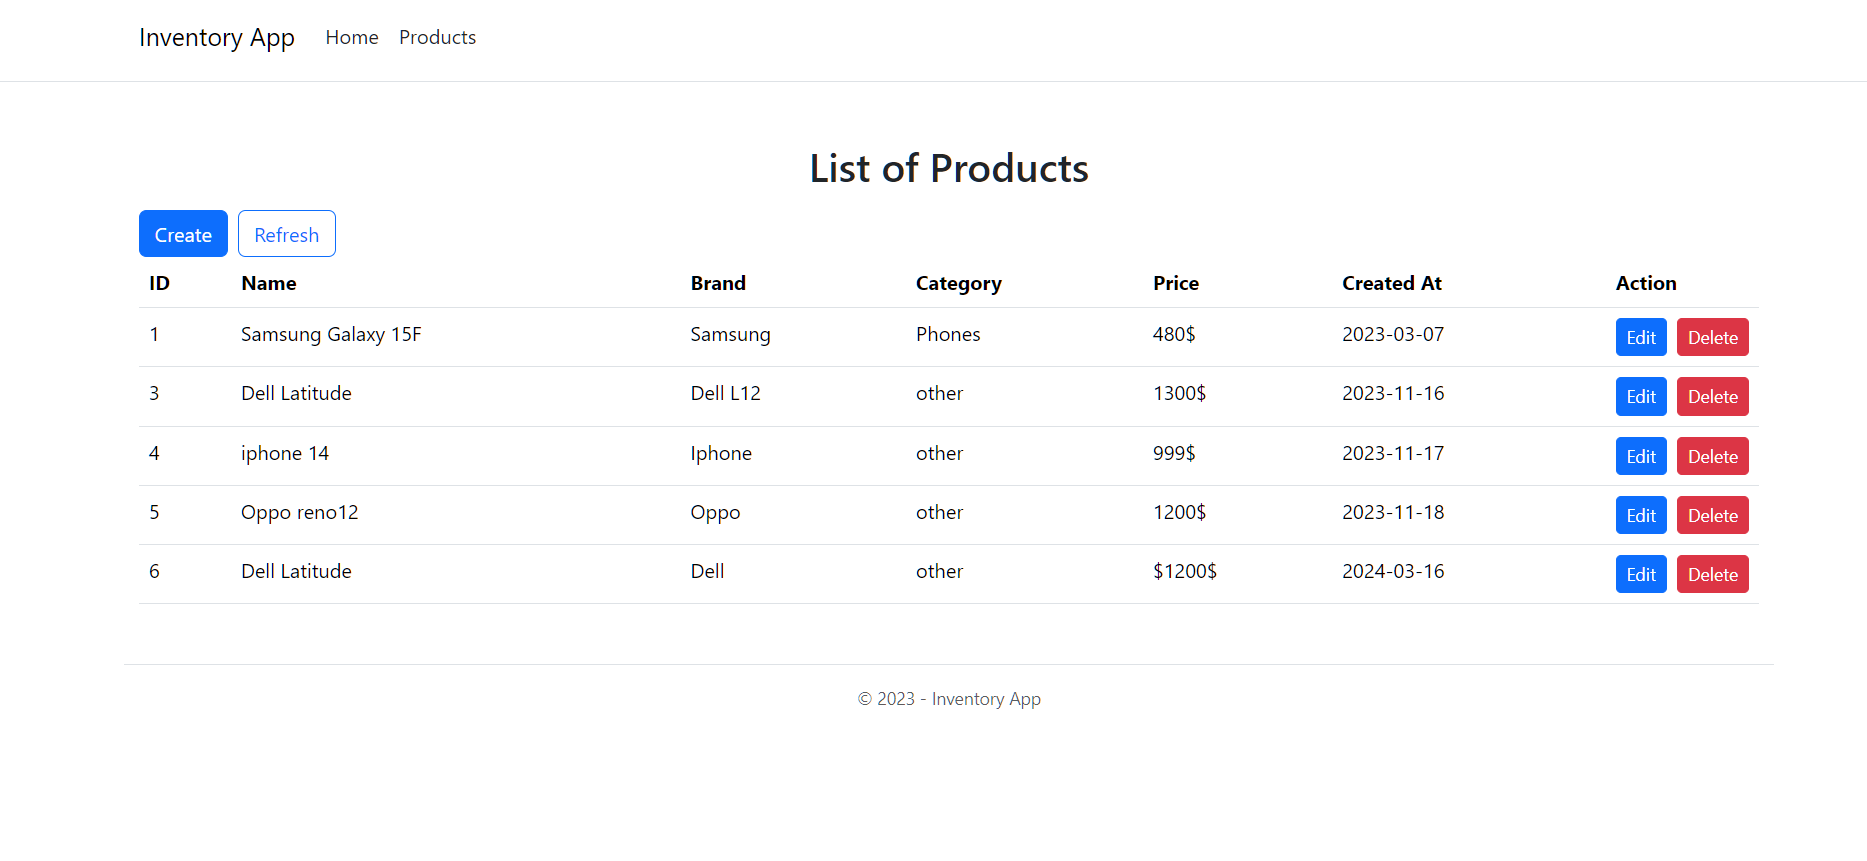 Inventory App Home Products
List of Products
Create Refresh
ID Name Brand Category Price Created At Action
1 Samsung Galaxy 15F Samsung Phones 480$ 2023-03-07 Edit Delete
3 Dell Latitude Dell L12 other 1300$ 2023-11-16 Edit Delete
4 iphone 14 Iphone other 999$ 2023-11-17 Edit Delete
5 Oppo reno12 Oppo other 1200$ 2023-11-18 Edit Delete
6 Dell Latitude Dell other $1200$ 2024-03-16 Edit Delete
© 2023 - Inventory App